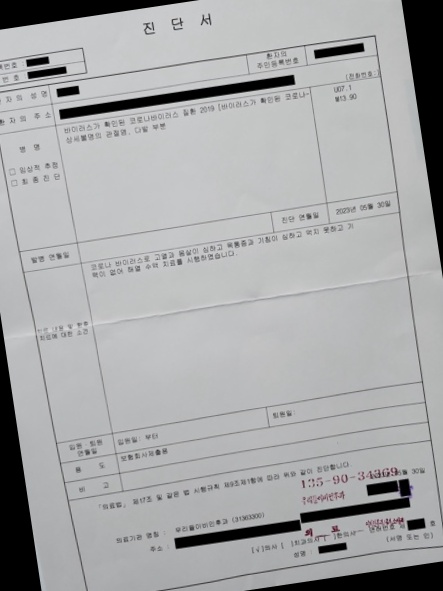 진 단 서
환자의
주민등록번호
환자의 성 명
환자의 주 소
(전화번호 :
병 명
□ 임상적 추정
□ 최 종 진 단
바이러스가 확인된 코로나바이러스 질환 2019 [바이러스가 확인된 코로나-
상세불명의 관절염, 다발 부분
U07.1
M13.90
발병 연월일
진단 연월일
2023년 05월 30일
코로나 바이러스로 고열과 몸살이 심하고 목통증과 기침이 심하고 먹지 못하고 기
력이 없어 해열 수액 치료를 시행하였습니다.
치료 내용 및 향후
치료에 대한 소견
입원·퇴원
연월일
입원일: 부터
퇴원일:
용 도
보험회사제출용
비 고
「의료법」 제17조 및 같은 법 시행규칙 제9조제1항에 따라 위와 같이 진단합니다
05월 30일
135-90-34369
의료기관 명칭 :
우리들이비인후과 (31363300)
주소 :
[√]의사 [ ]치과의사 [ ]한의사
면허번호 제
호
성명 :
(서명 또는 인)